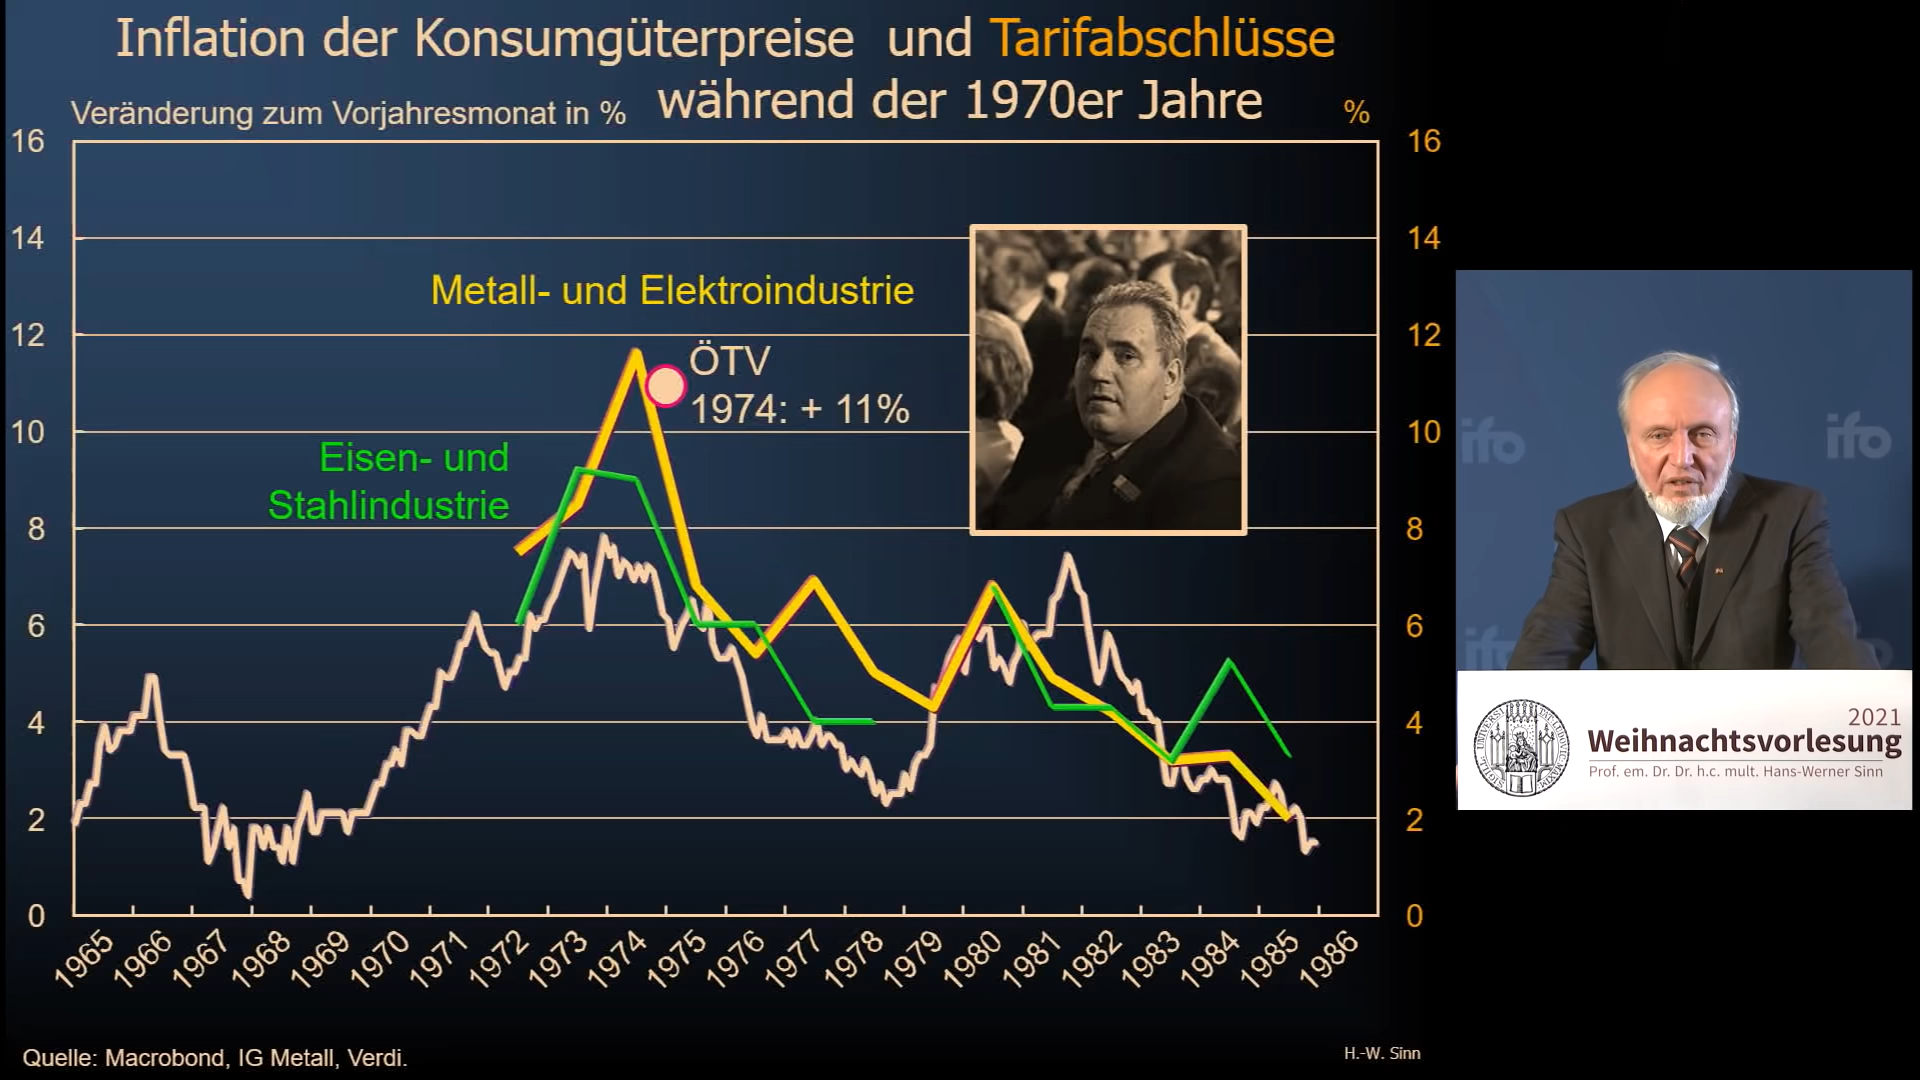 Inflation der Konsumgüterpreise und Tarifabschlüsse
während der 1970er Jahre
Veränderung zum Vorjahresmonat in %
%
16
14
12
10
8
6
4
2
0
16
14
12
10
8
6
4
2
0
Metall- und Elektroindustrie
ÖTV
1974: + 11%
Eisen- und
Stahlindustrie
1965 1966 1967 1968 1969 1970 1971 1972 1973 1974 1975 1976 1977 1978 1979 1980 1981 1982 1983 1984 1985 1986
Quelle: Macrobond, IG Metall, Verdi.
H.-W. Sinn
ifo
ifo
ifo
2021
Weihnachtsvorlesung
Prof. em. Dr. Dr. h.c. mult. Hans-Werner Sinn